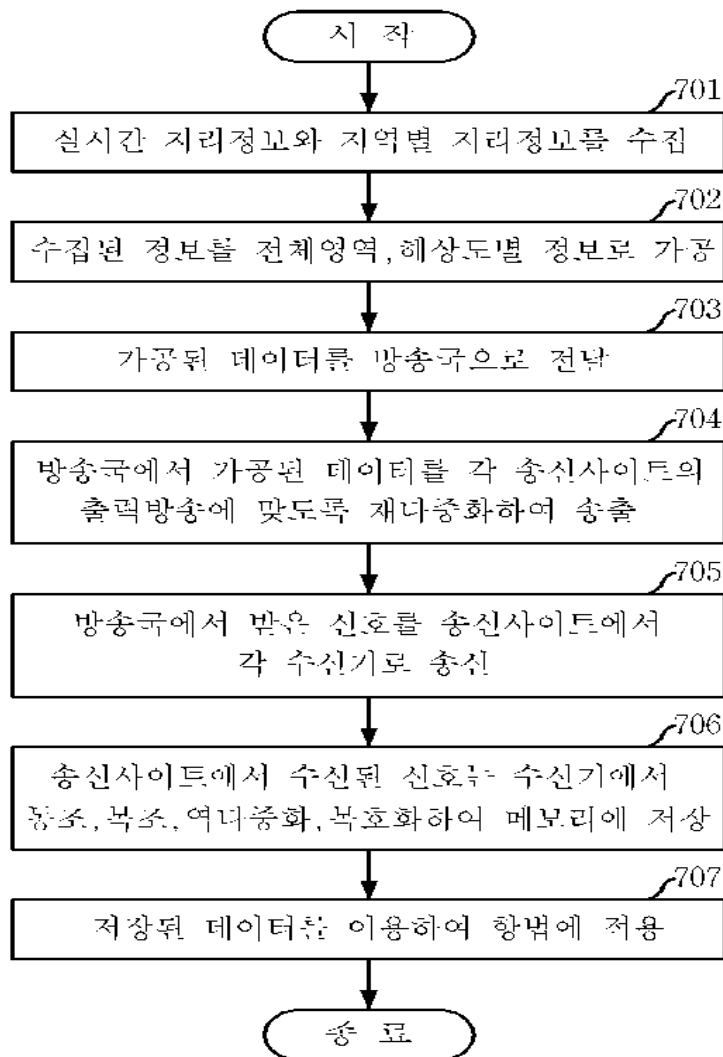 시 작
701
실시간 지리정보와 지역별 지리정보를 수집
702
수집된 정보를 전체영역,해상도별 정보로 가공
703
가공된 데이터를 방송국으로 전달
704
방송국에서 가공된 데이터를 각 송신사이트의
출력방송에 맞도록 재다중화하여 송출
705
방송국에서 받은 신호를 송신사이트에서
각 수신기로 송신
706
송신사이트에서 수신된 신호는 수신기에서
동조,복조,역다중화,복호화하여 메모리에 저장
707
저장된 데이터를 이용하여 항법에 적용
종 료